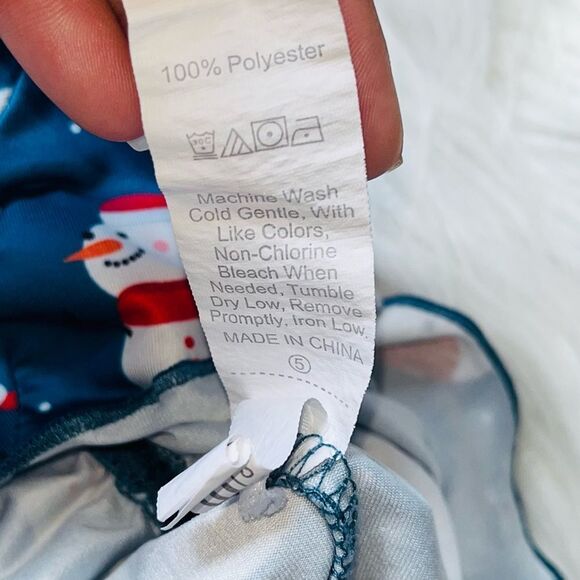 100% Polyester
30C
Machine Wash
Cold Gentle, With
Like Colors,
Non-Chlorine
Bleach When
Needed, Tumble
Dry Low, Remove
Promptly, Iron Low,
MADE IN CHINA
5